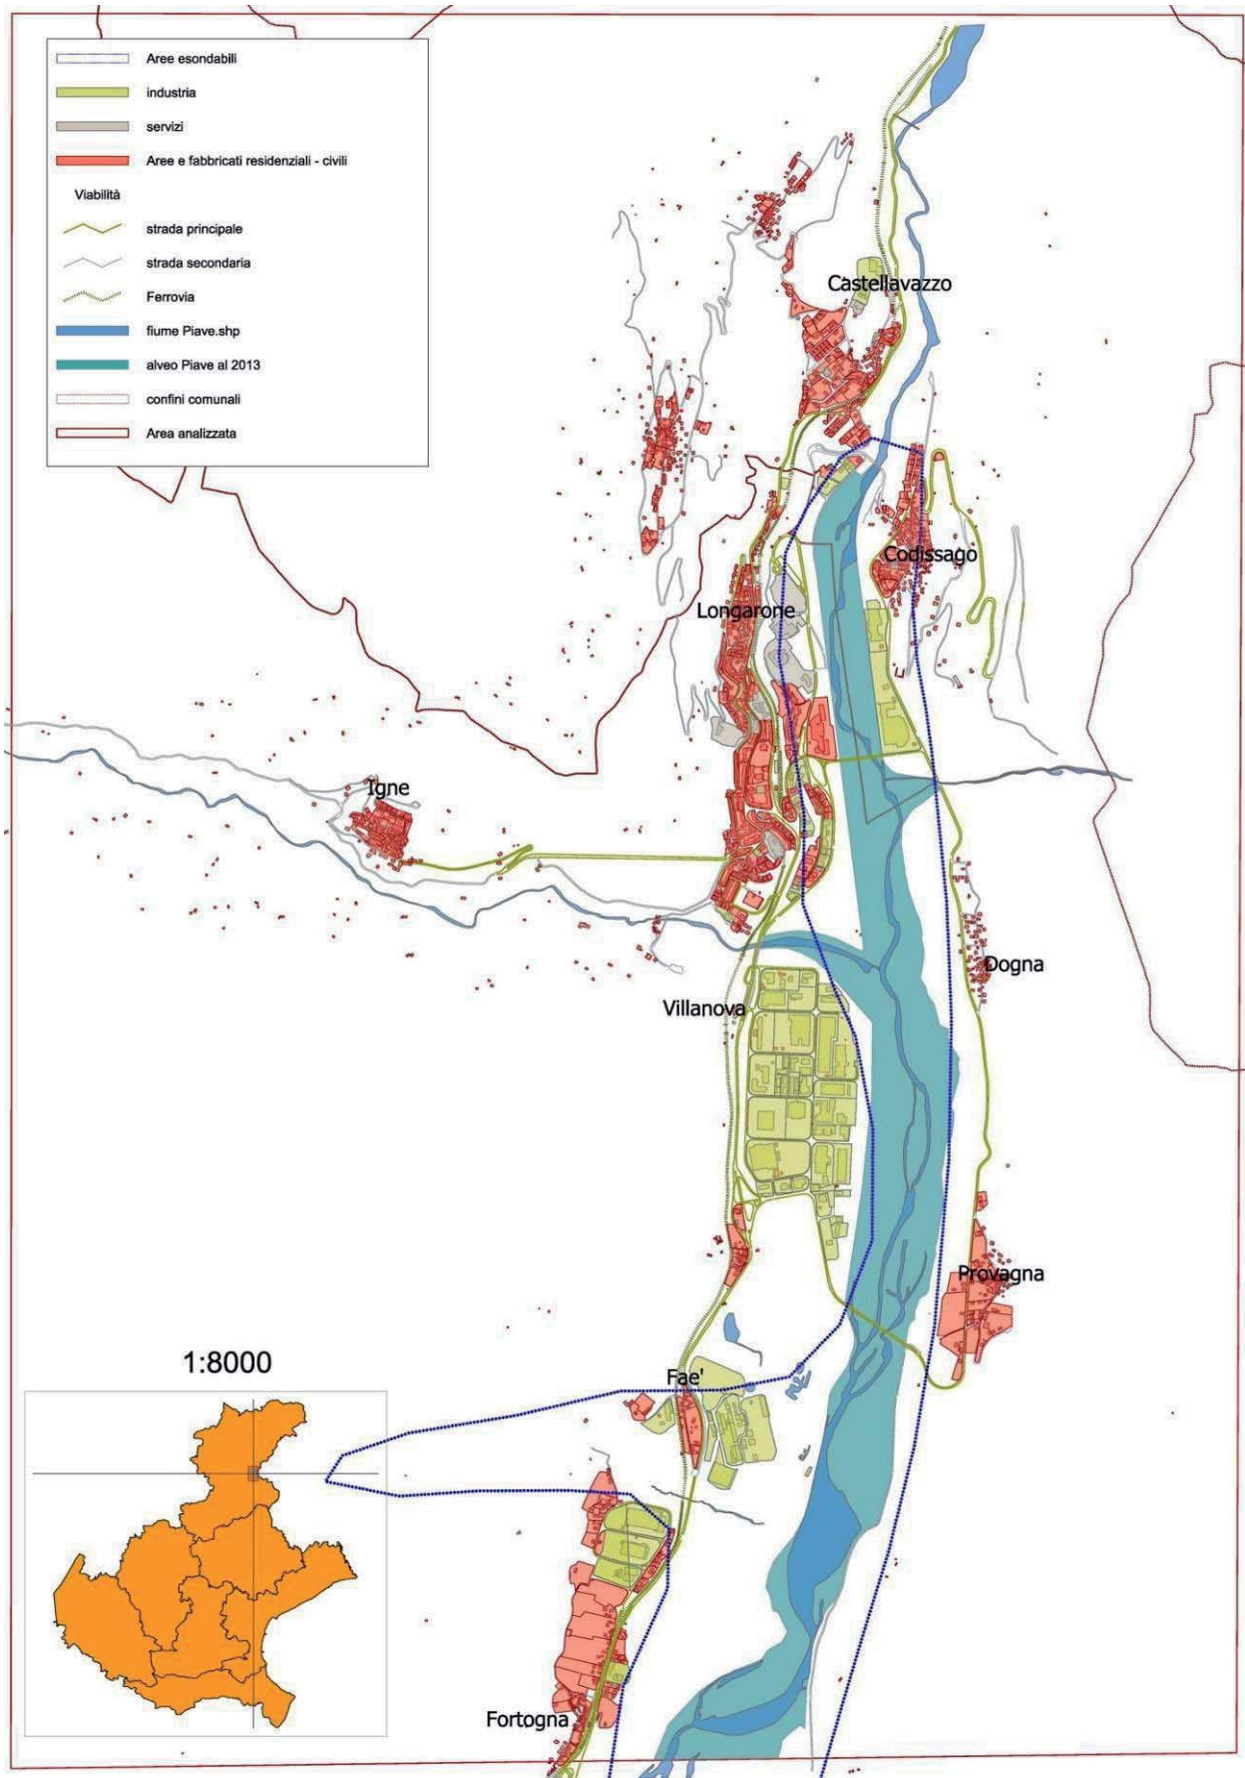 Aree esondabili
industria
servizi
Aree e fabbricati residenziali - civili
Viabilità
strada principale
strada secondaria
Ferrovia
fiume Piave.shp
alveo Piave al 2013
confini comunali
Area analizzata
Castellavazzo
Codissago
Longarone
Igne
Dogna
Villanova
Provagna
1:8000
Fae'
Fortogna